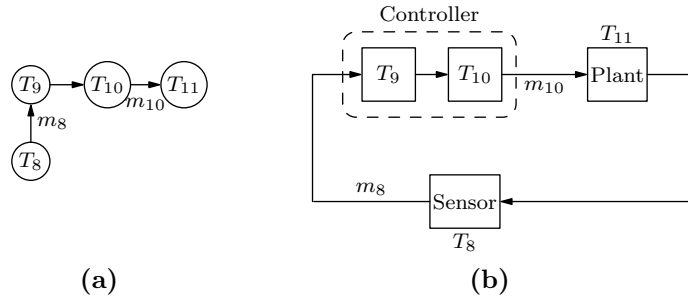 Controller
T₁₁
T₉ T₁₀ T₁₁
T₉ T₁₀ Plant
m₁₀
m₁₀
m₈
T₈
m₈
Sensor
T₈
(a) (b)